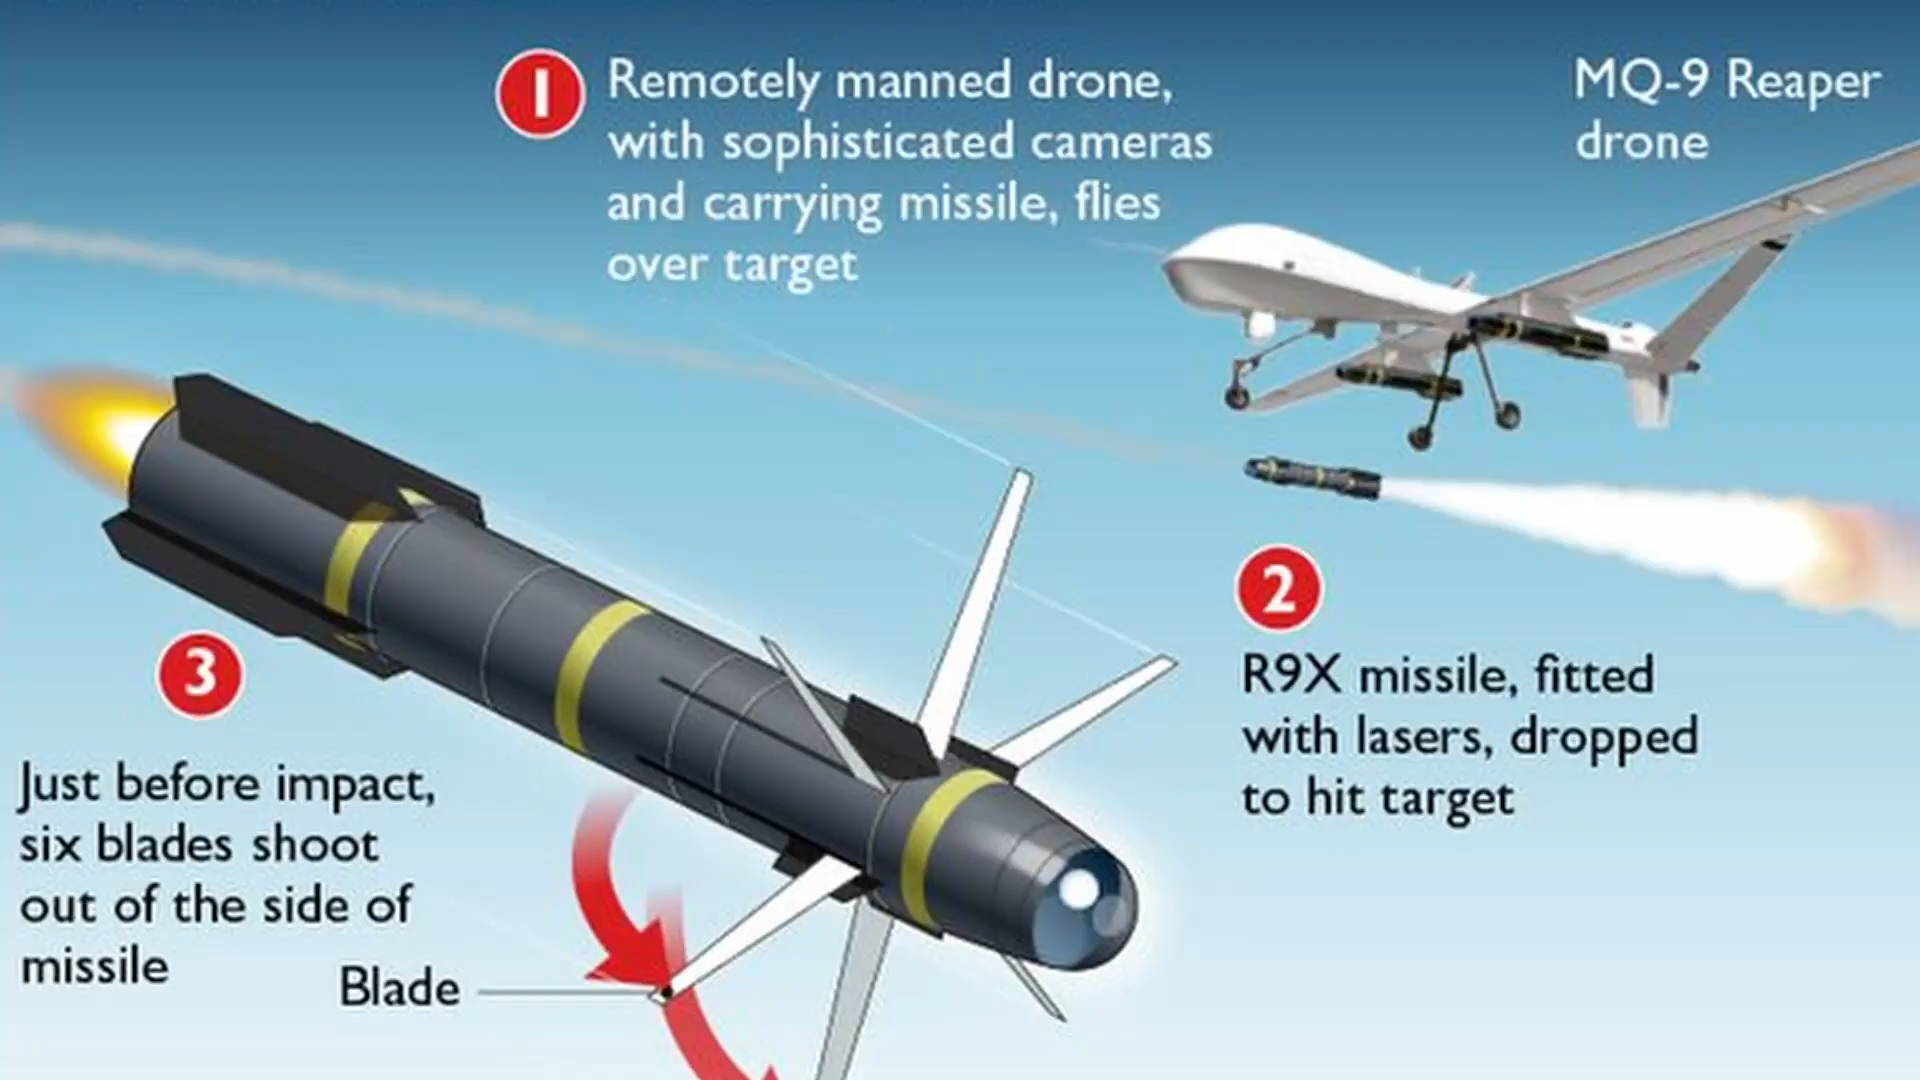 1
Remotely manned drone,
with sophisticated cameras
and carrying missile, flies
over target
MQ-9 Reaper
drone
2
R9X missile, fitted
with lasers, dropped
to hit target
3
Just before impact,
six blades shoot
out of the side of
missile
Blade